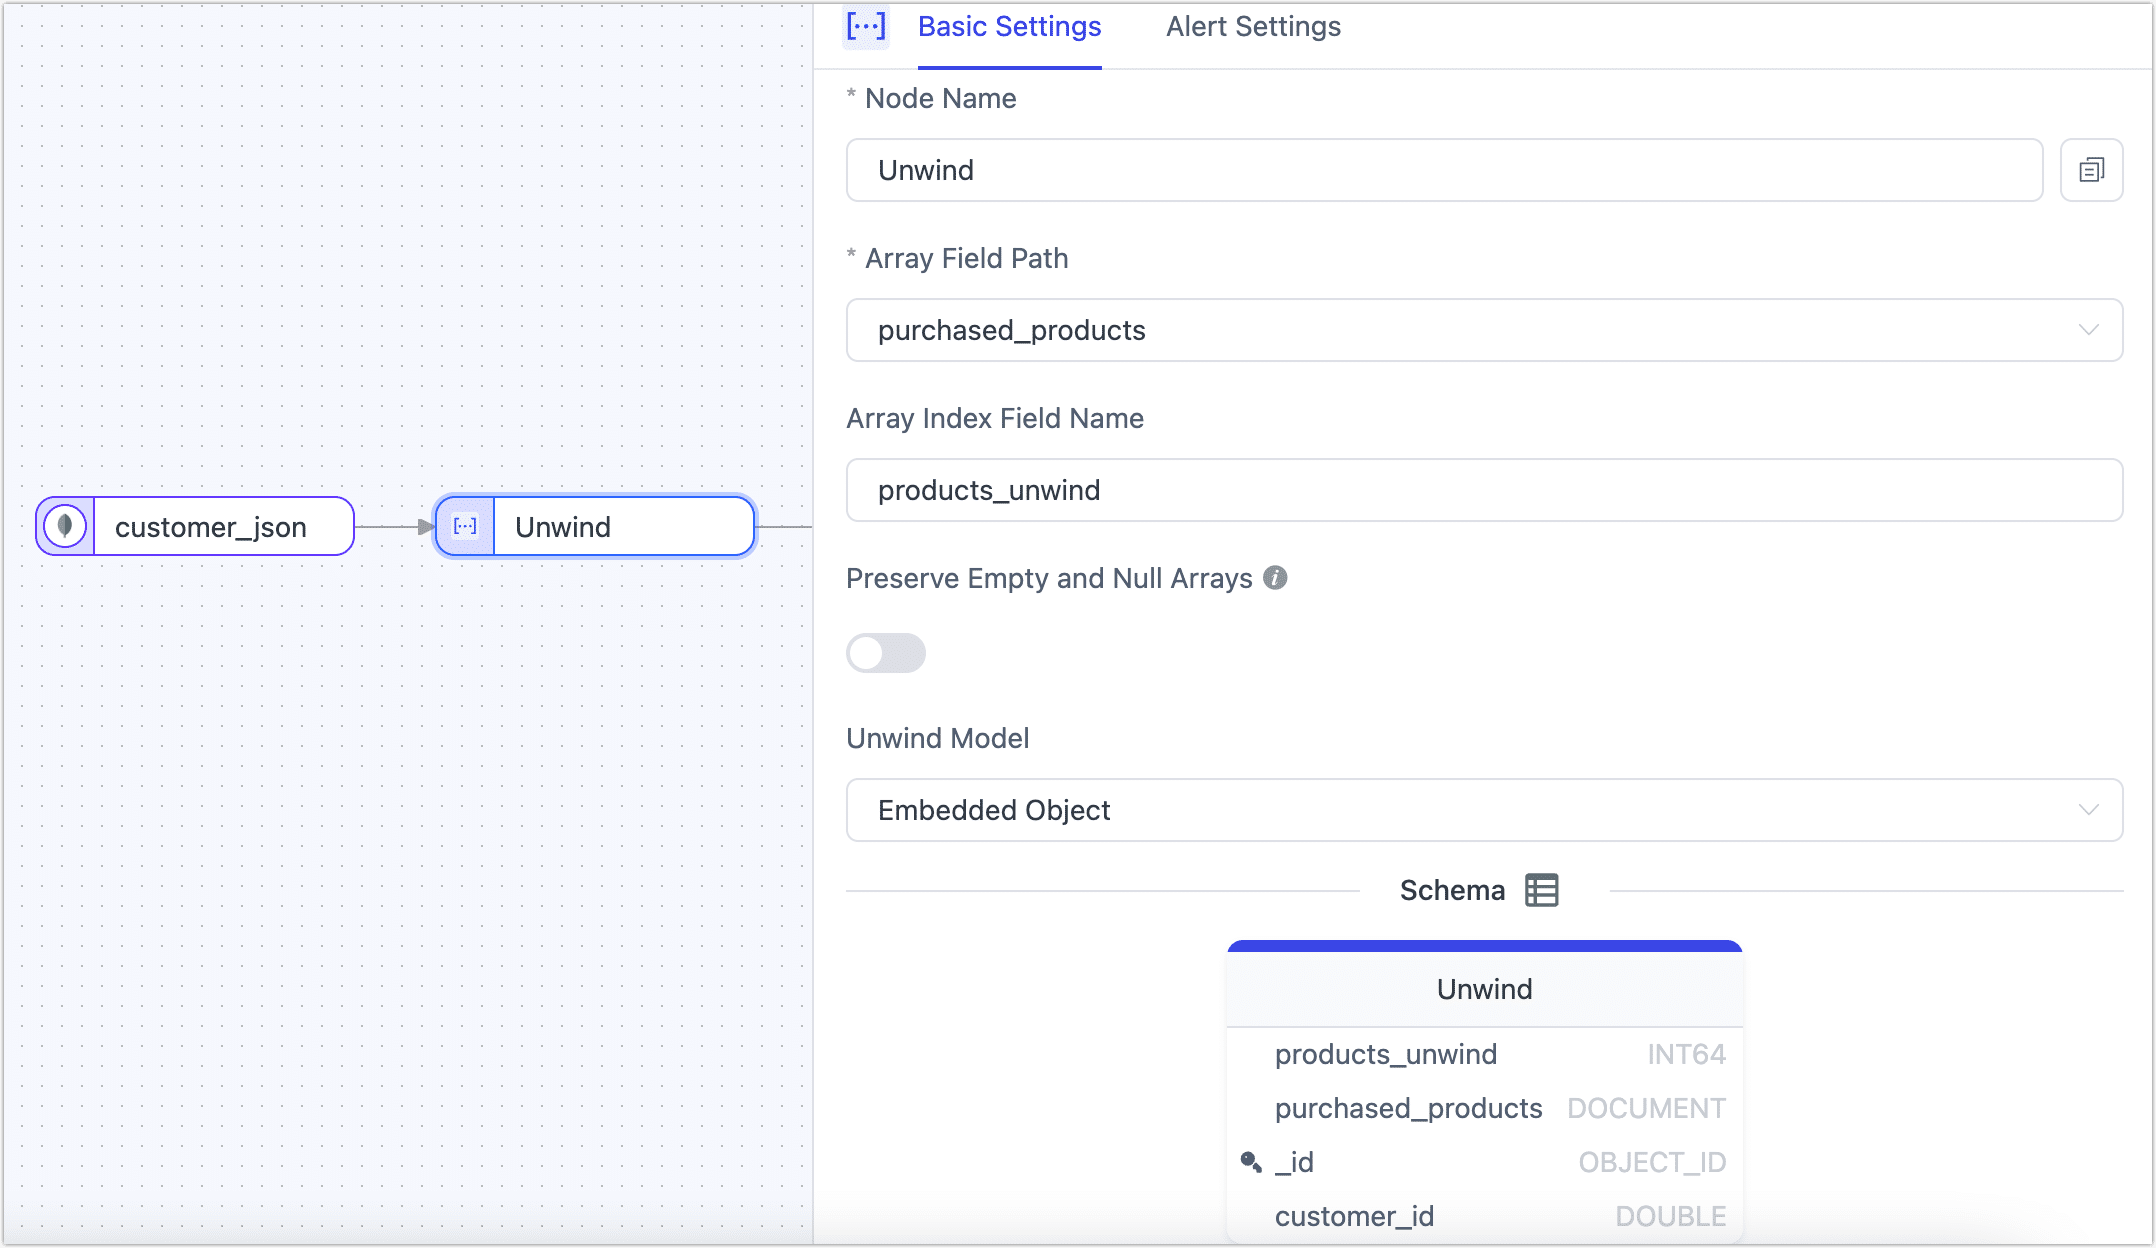 Basic Settings
Alert Settings
* Node Name
Unwind
* Array Field Path
purchased_products
Array Index Field Name
products_unwind
customer_json
Unwind
Preserve Empty and Null Arrays
Unwind Model
Embedded Object
Schema
Unwind
products_unwind INT64
purchased_products DOCUMENT
_id OBJECT_ID
customer_id DOUBLE